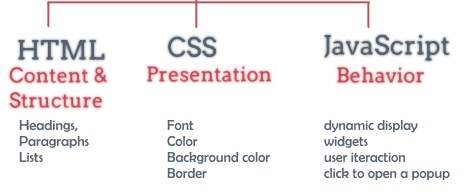 HTML
Content &
Structure
Headings,
Paragraphs
Lists
CSS
Presentation
Font
Color
Background color
Border
JavaScript
Behavior
dynamic display
widgets
user iteraction
click to open a popup